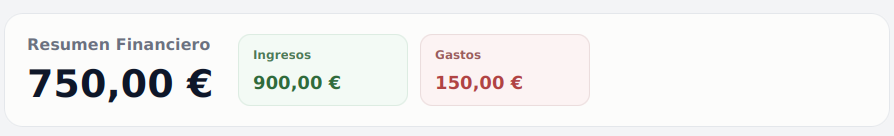 Resumen Financiero
750,00 €
Ingresos
900,00 €
Gastos
150,00 €